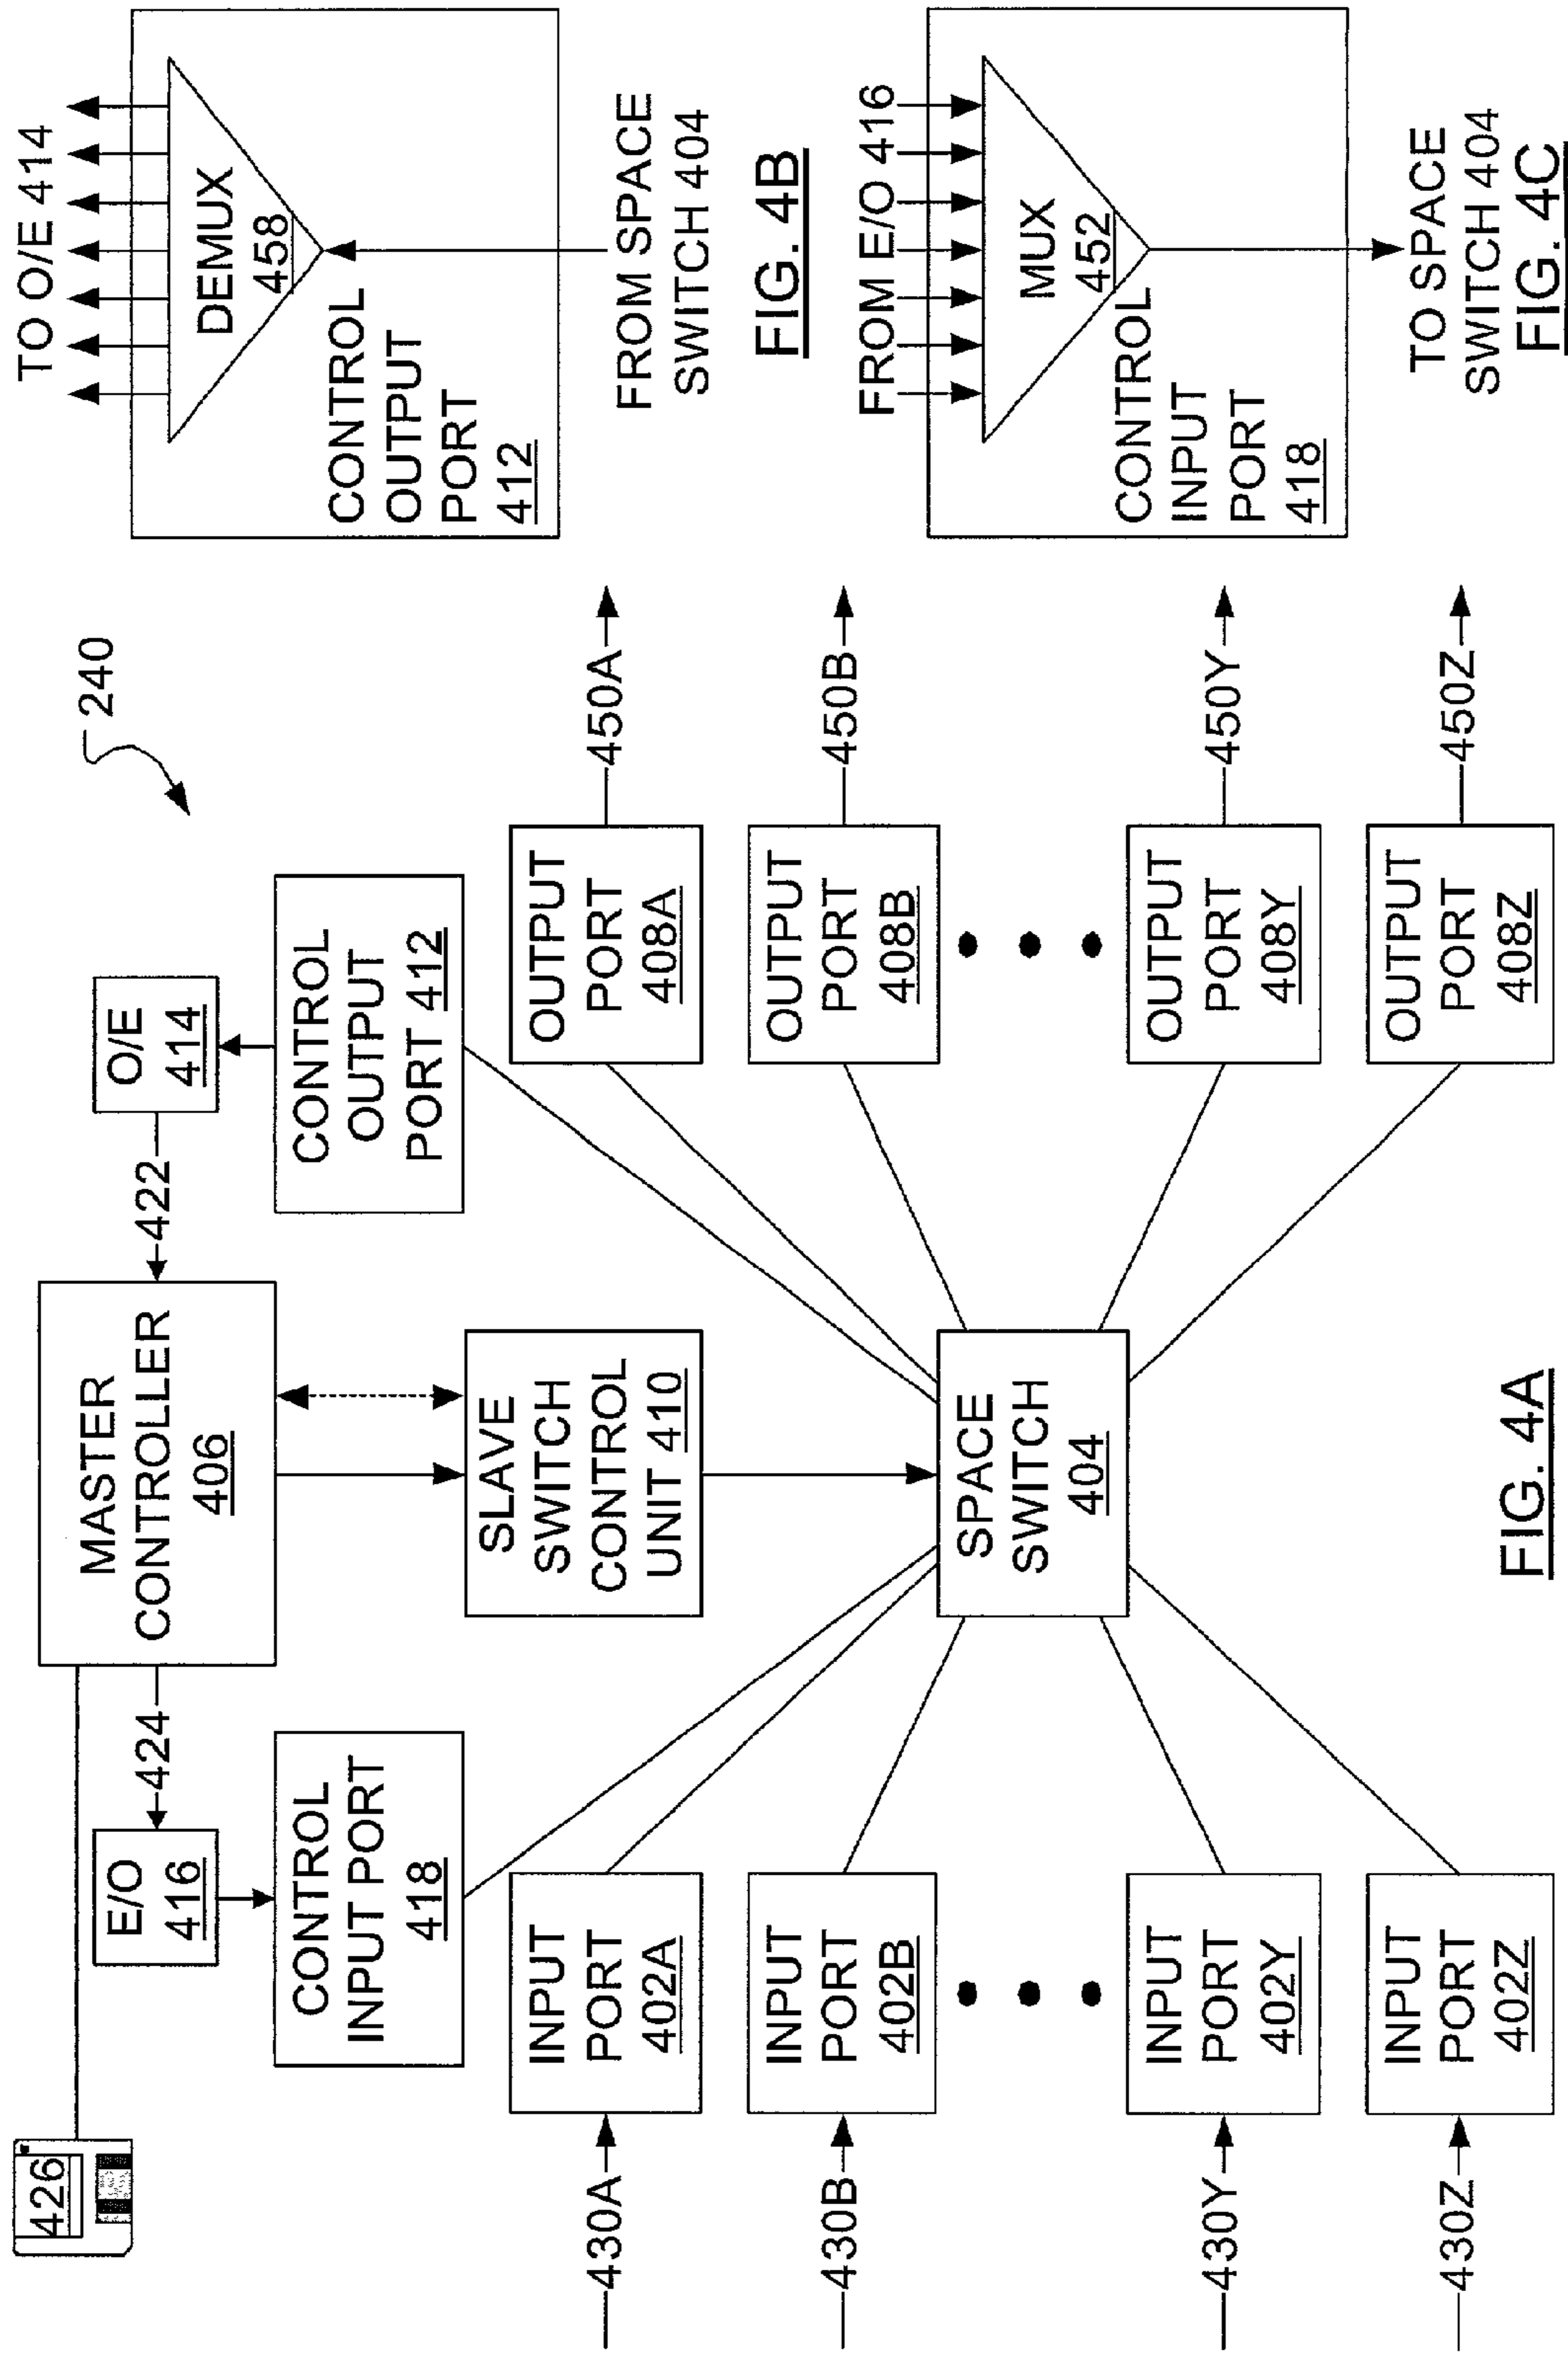 426
E/O
416
424
MASTER
CONTROLLER
406
422
O/E
414
240
CONTROL
INPUT PORT
418
SLAVE
SWITCH
CONTROL
UNIT 410
CONTROL
OUTPUT
PORT 412
430A
INPUT
PORT
402A
OUTPUT
PORT
408A
450A
430B
INPUT
PORT
402B
OUTPUT
PORT
408B
450B
SPACE
SWITCH
404
430Y
INPUT
PORT
402Y
OUTPUT
PORT
408Y
450Y
430Z
INPUT
PORT
402Z
OUTPUT
PORT
408Z
450Z
FIG. 4A
TO O/E 414
DEMUX
458
CONTROL
OUTPUT
PORT
412
FROM SPACE
SWITCH 404
FIG. 4B
FROM E/O 416
MUX
452
CONTROL
INPUT
PORT
418
TO SPACE
SWITCH 404
FIG. 4C